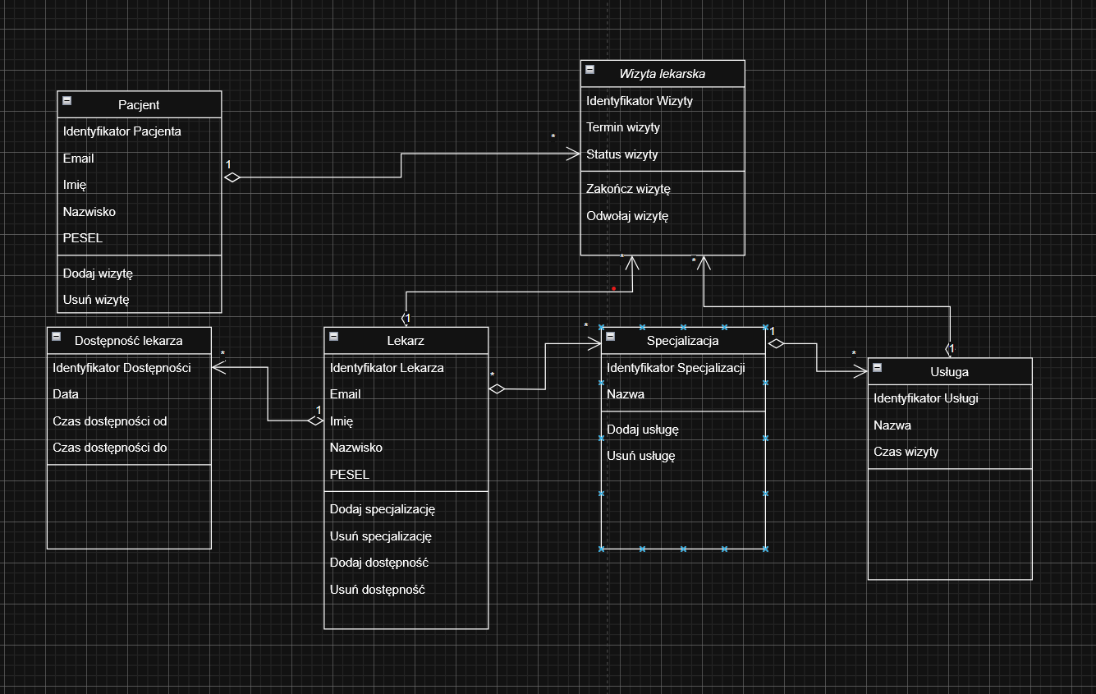 Pacjent
Identyfikator Pacjenta
Email
Imię
Nazwisko
PESEL
Dodaj wizytę
Usuń wizytę
1
*
Wizyta lekarska
Identyfikator Wizyty
Termin wizyty
Status wizyty
Zakończ wizytę
Odwołaj wizytę
*
*
*
1
Dostępność lekarza
Identyfikator Dostępności
Data
Czas dostępności od
Czas dostępności do
*
1
Lekarz
Identyfikator Lekarza
Email
Imię
Nazwisko
PESEL
Dodaj specjalizację
Usuń specjalizację
Dodaj dostępność
Usuń dostępność
*
*
Specjalizacja
Identyfikator Specjalizacji
Nazwa
Dodaj usługę
Usuń usługę
1
*
1
Usługa
Identyfikator Usługi
Nazwa
Czas wizyty